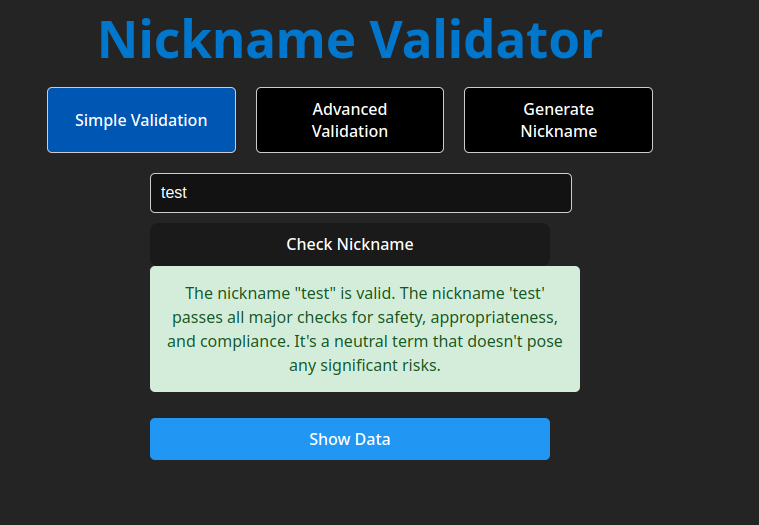 Nickname Validator
Simple Validation
Advanced
Validation
Generate
Nickname
test
Check Nickname
The nickname "test" is valid. The nickname 'test'
passes all major checks for safety, appropriateness,
and compliance. It's a neutral term that doesn't pose
any significant risks.
Show Data